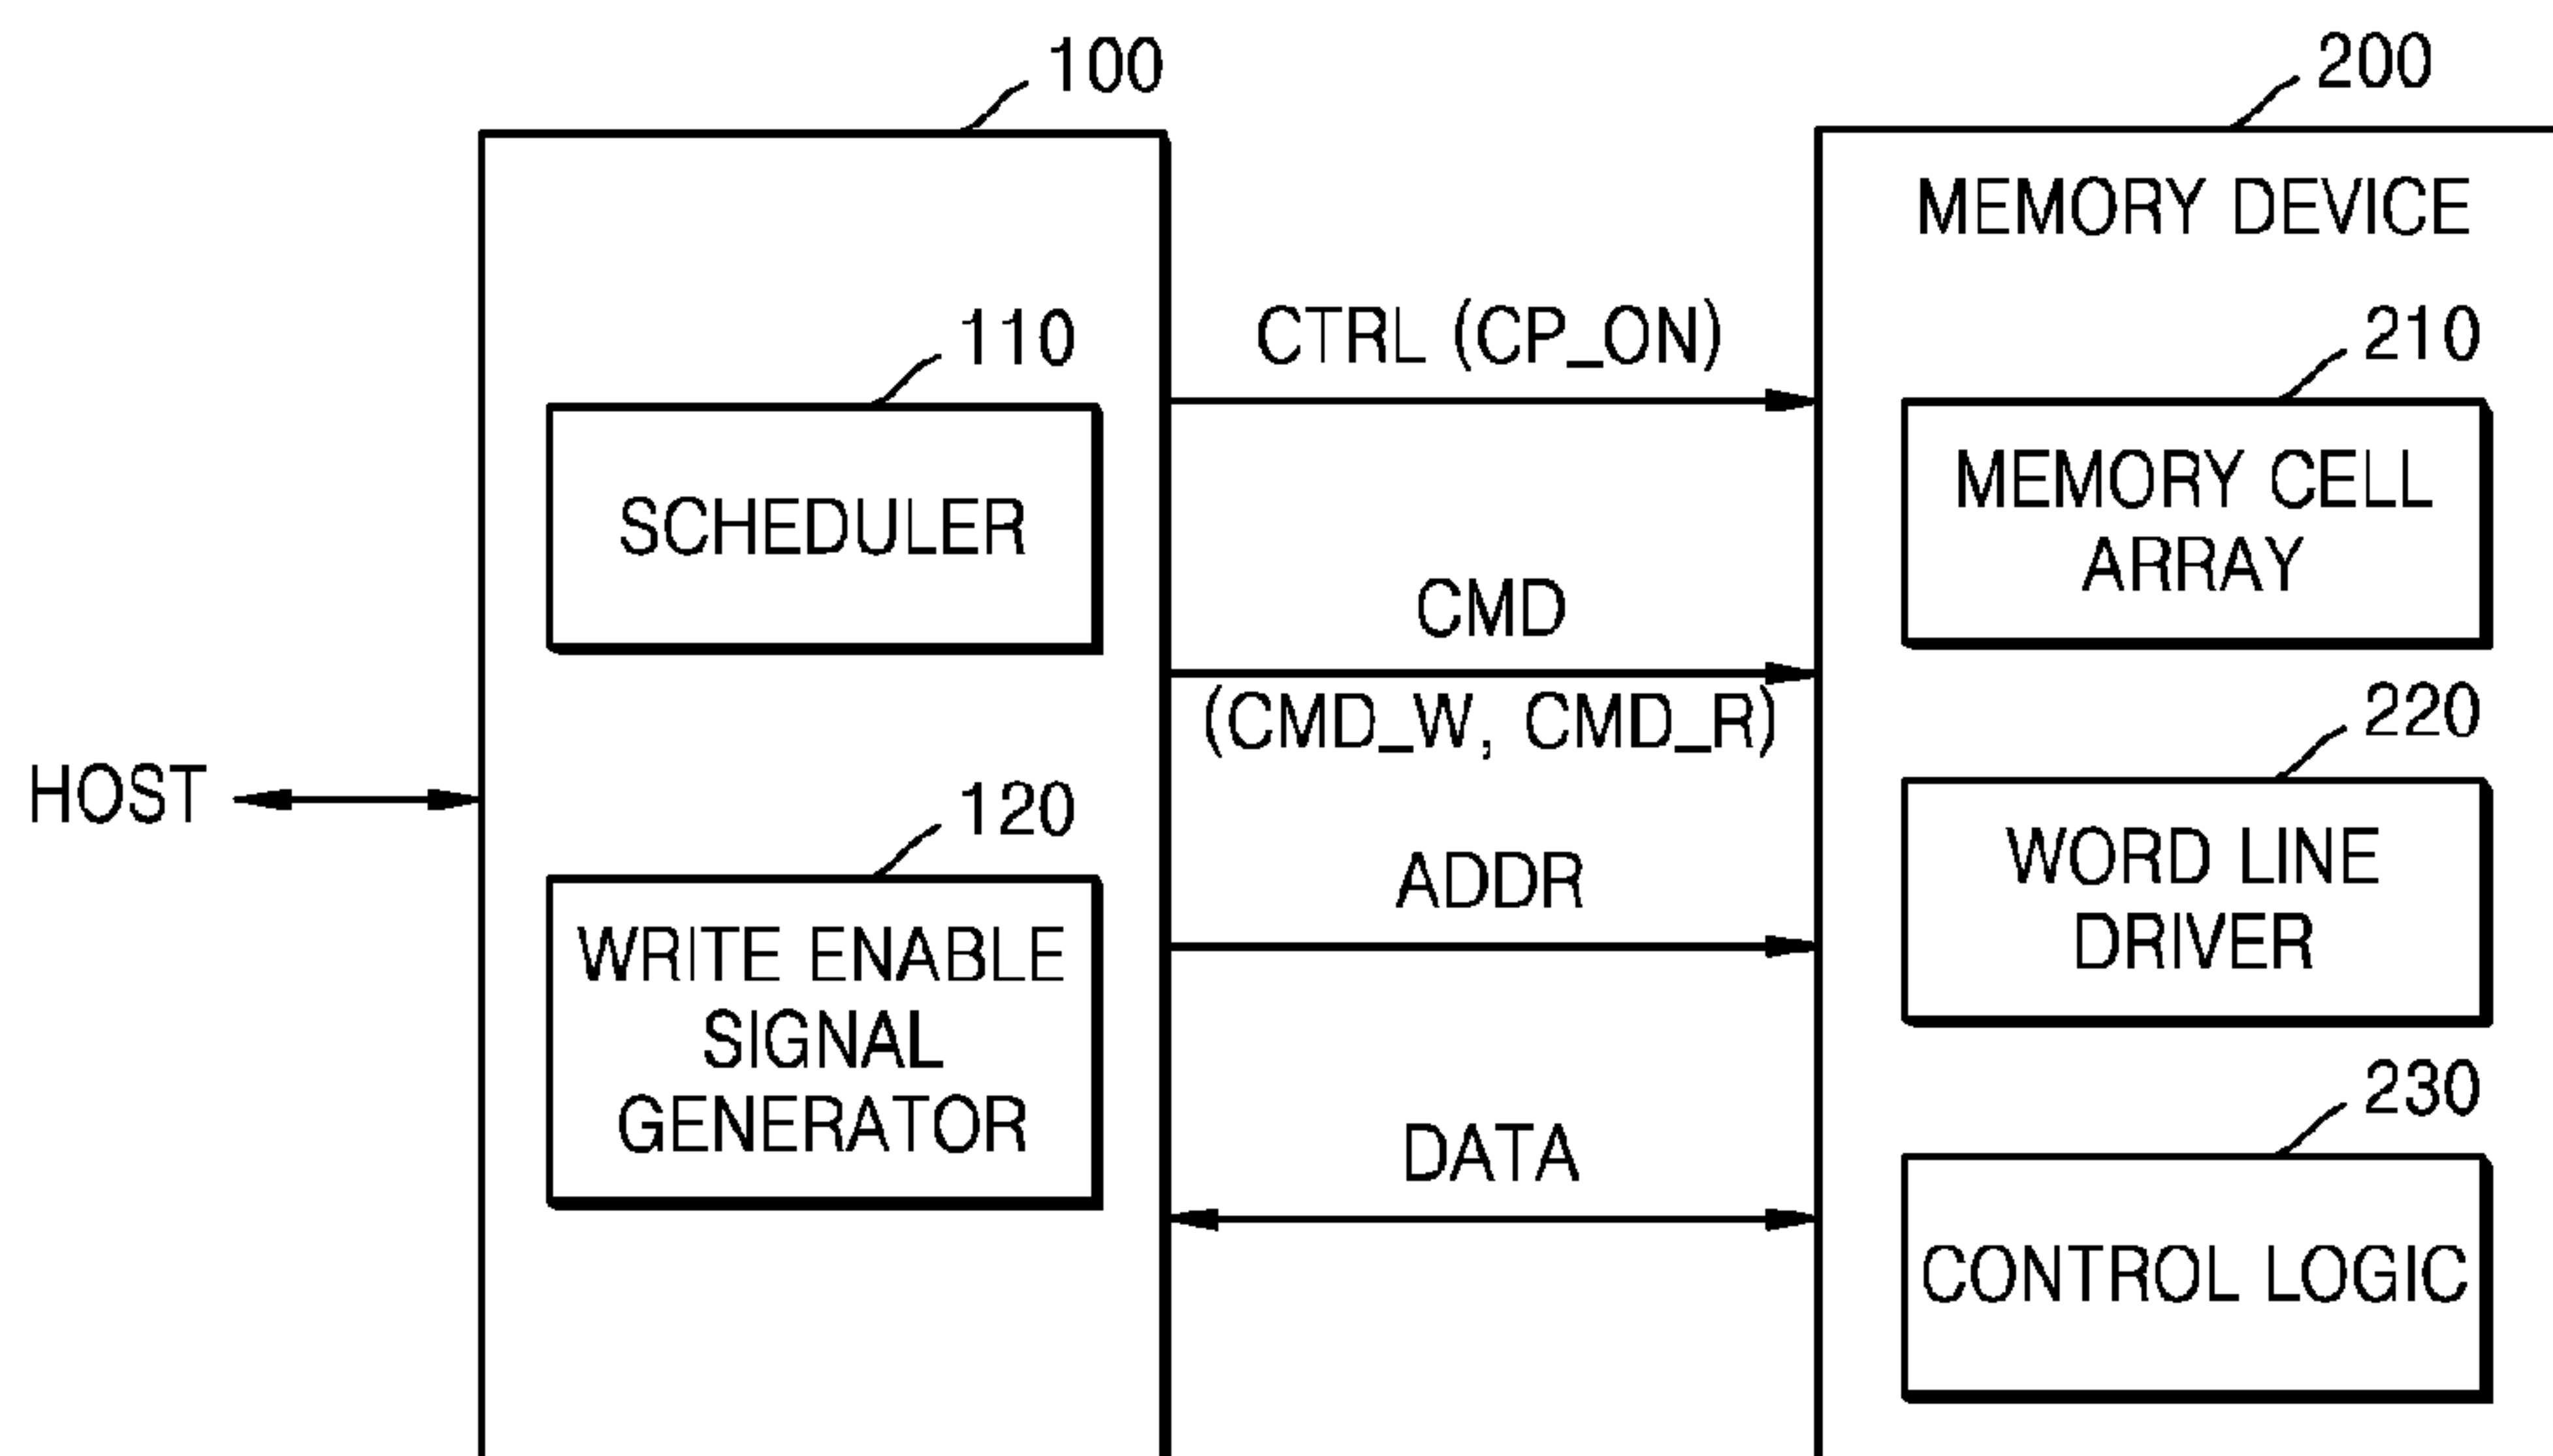 100
200
MEMORY DEVICE
110
SCHEDULER
CTRL (CP_ON)
210
MEMORY CELL
ARRAY
CMD
(CMD_W, CMD_R)
220
WORD LINE
DRIVER
HOST
120
WRITE ENABLE
SIGNAL
GENERATOR
ADDR
DATA
230
CONTROL LOGIC